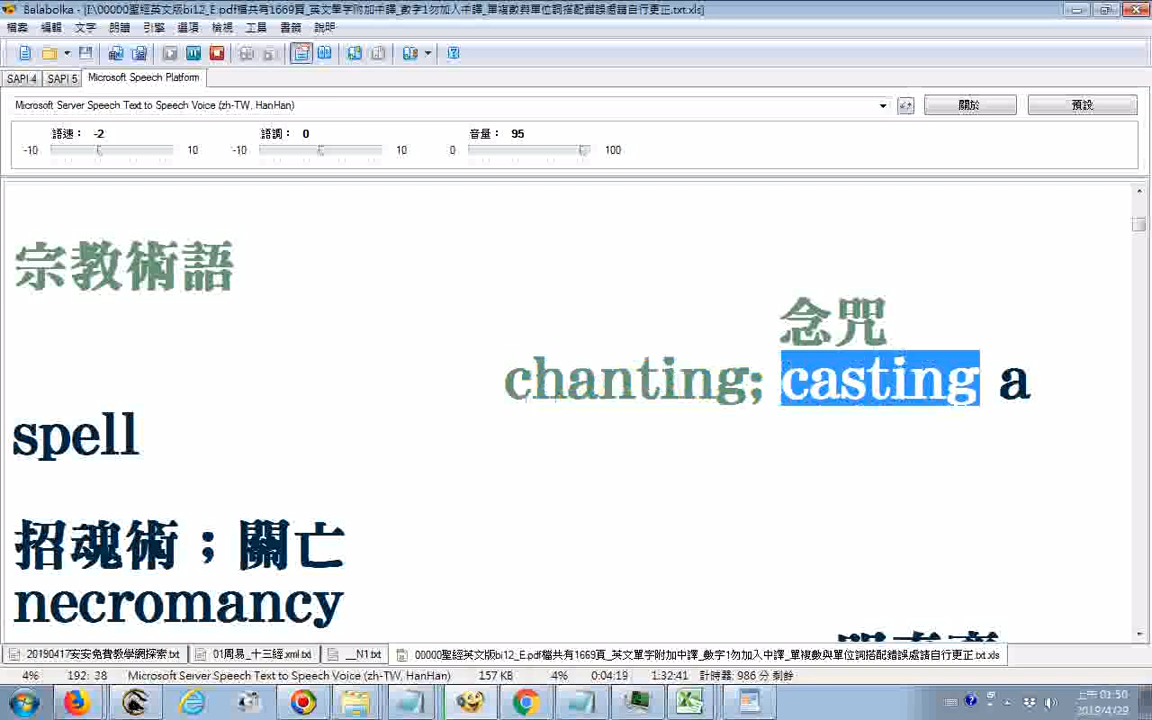 Balabolka - [F:\00000聖經英文版bi12_E.pdf檔共有1669頁_英文單字附加中譯_數字1勿加入中譯_單複數與單位詞搭配錯誤處請自行更正.txt.xls]
檔案 編輯 文字 朗讀 引擎 選項 檢視 工具 書籤 說明
SAPI 4 SAPI 5 Microsoft Speech Platform
Microsoft Server Speech Text to Speech Voice (zh-TW, HanHan) 關於 預設
語速： -2 語調： 0 音量： 95
-10 10 -10 10 0 100
宗教術語
念咒
chanting; casting a
spell
招魂術；關亡
necromancy
20190417安安免費教學網探索.txt 01周易_十三經.xml.txt __N1.txt 00000聖經英文版bi12_E.pdf檔共有1669頁_英文單字附加中譯_數字1勿加入中譯_單複數與單位詞搭配錯誤處請自行更正.txt.xls
4% 192: 38 Microsoft Server Speech Text to Speech Voice (zh-TW, HanHan) 157 KB 4% 0:04:19 1:32:41 計時器: 986 分 剩餘
上午 01:50
2019/4/29